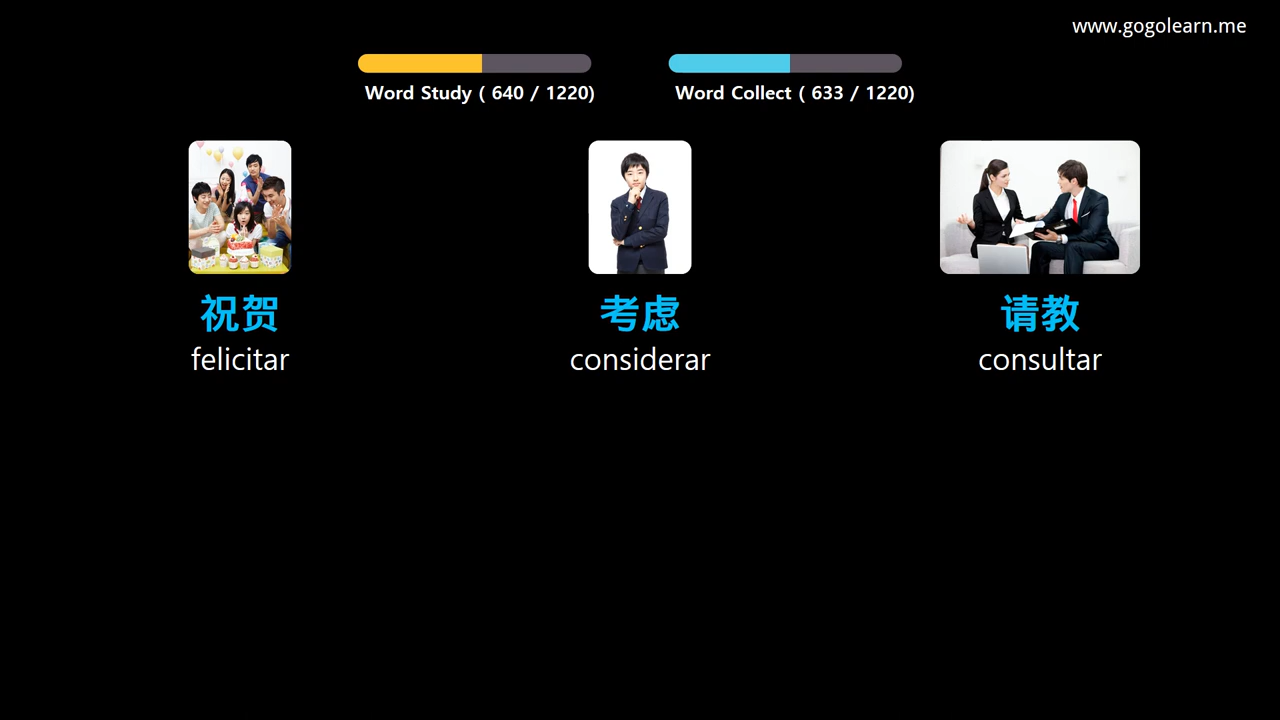 www.gogolearn.me
Word Study ( 640 / 1220)
Word Collect ( 633 / 1220)
祝贺
felicitar
考虑
considerar
请教
consultar